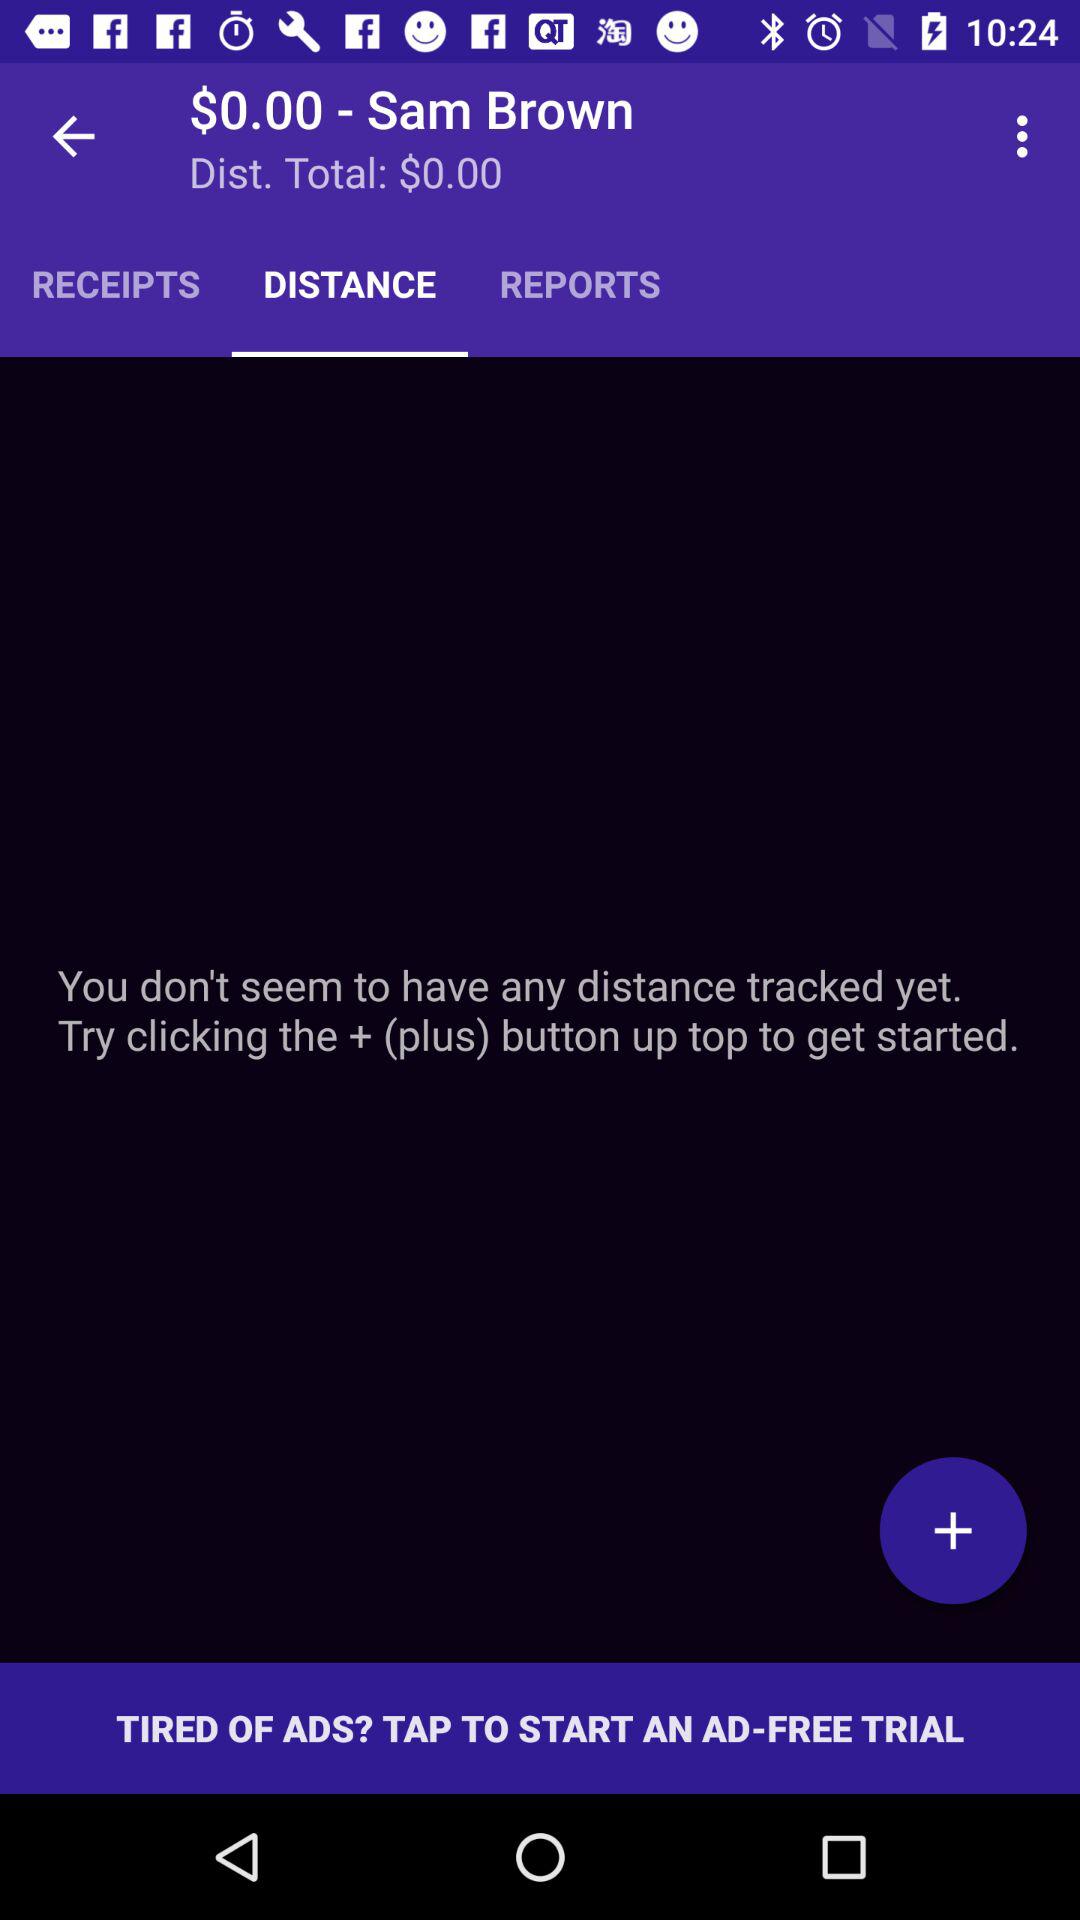 QT 淘 10:24
$0.00 - Sam Brown
Dist. Total: $0.00
RECEIPTS DISTANCE REPORTS
You don't seem to have any distance tracked yet.
Try clicking the + (plus) button up top to get started.
+
TIRED OF ADS? TAP TO START AN AD-FREE TRIAL